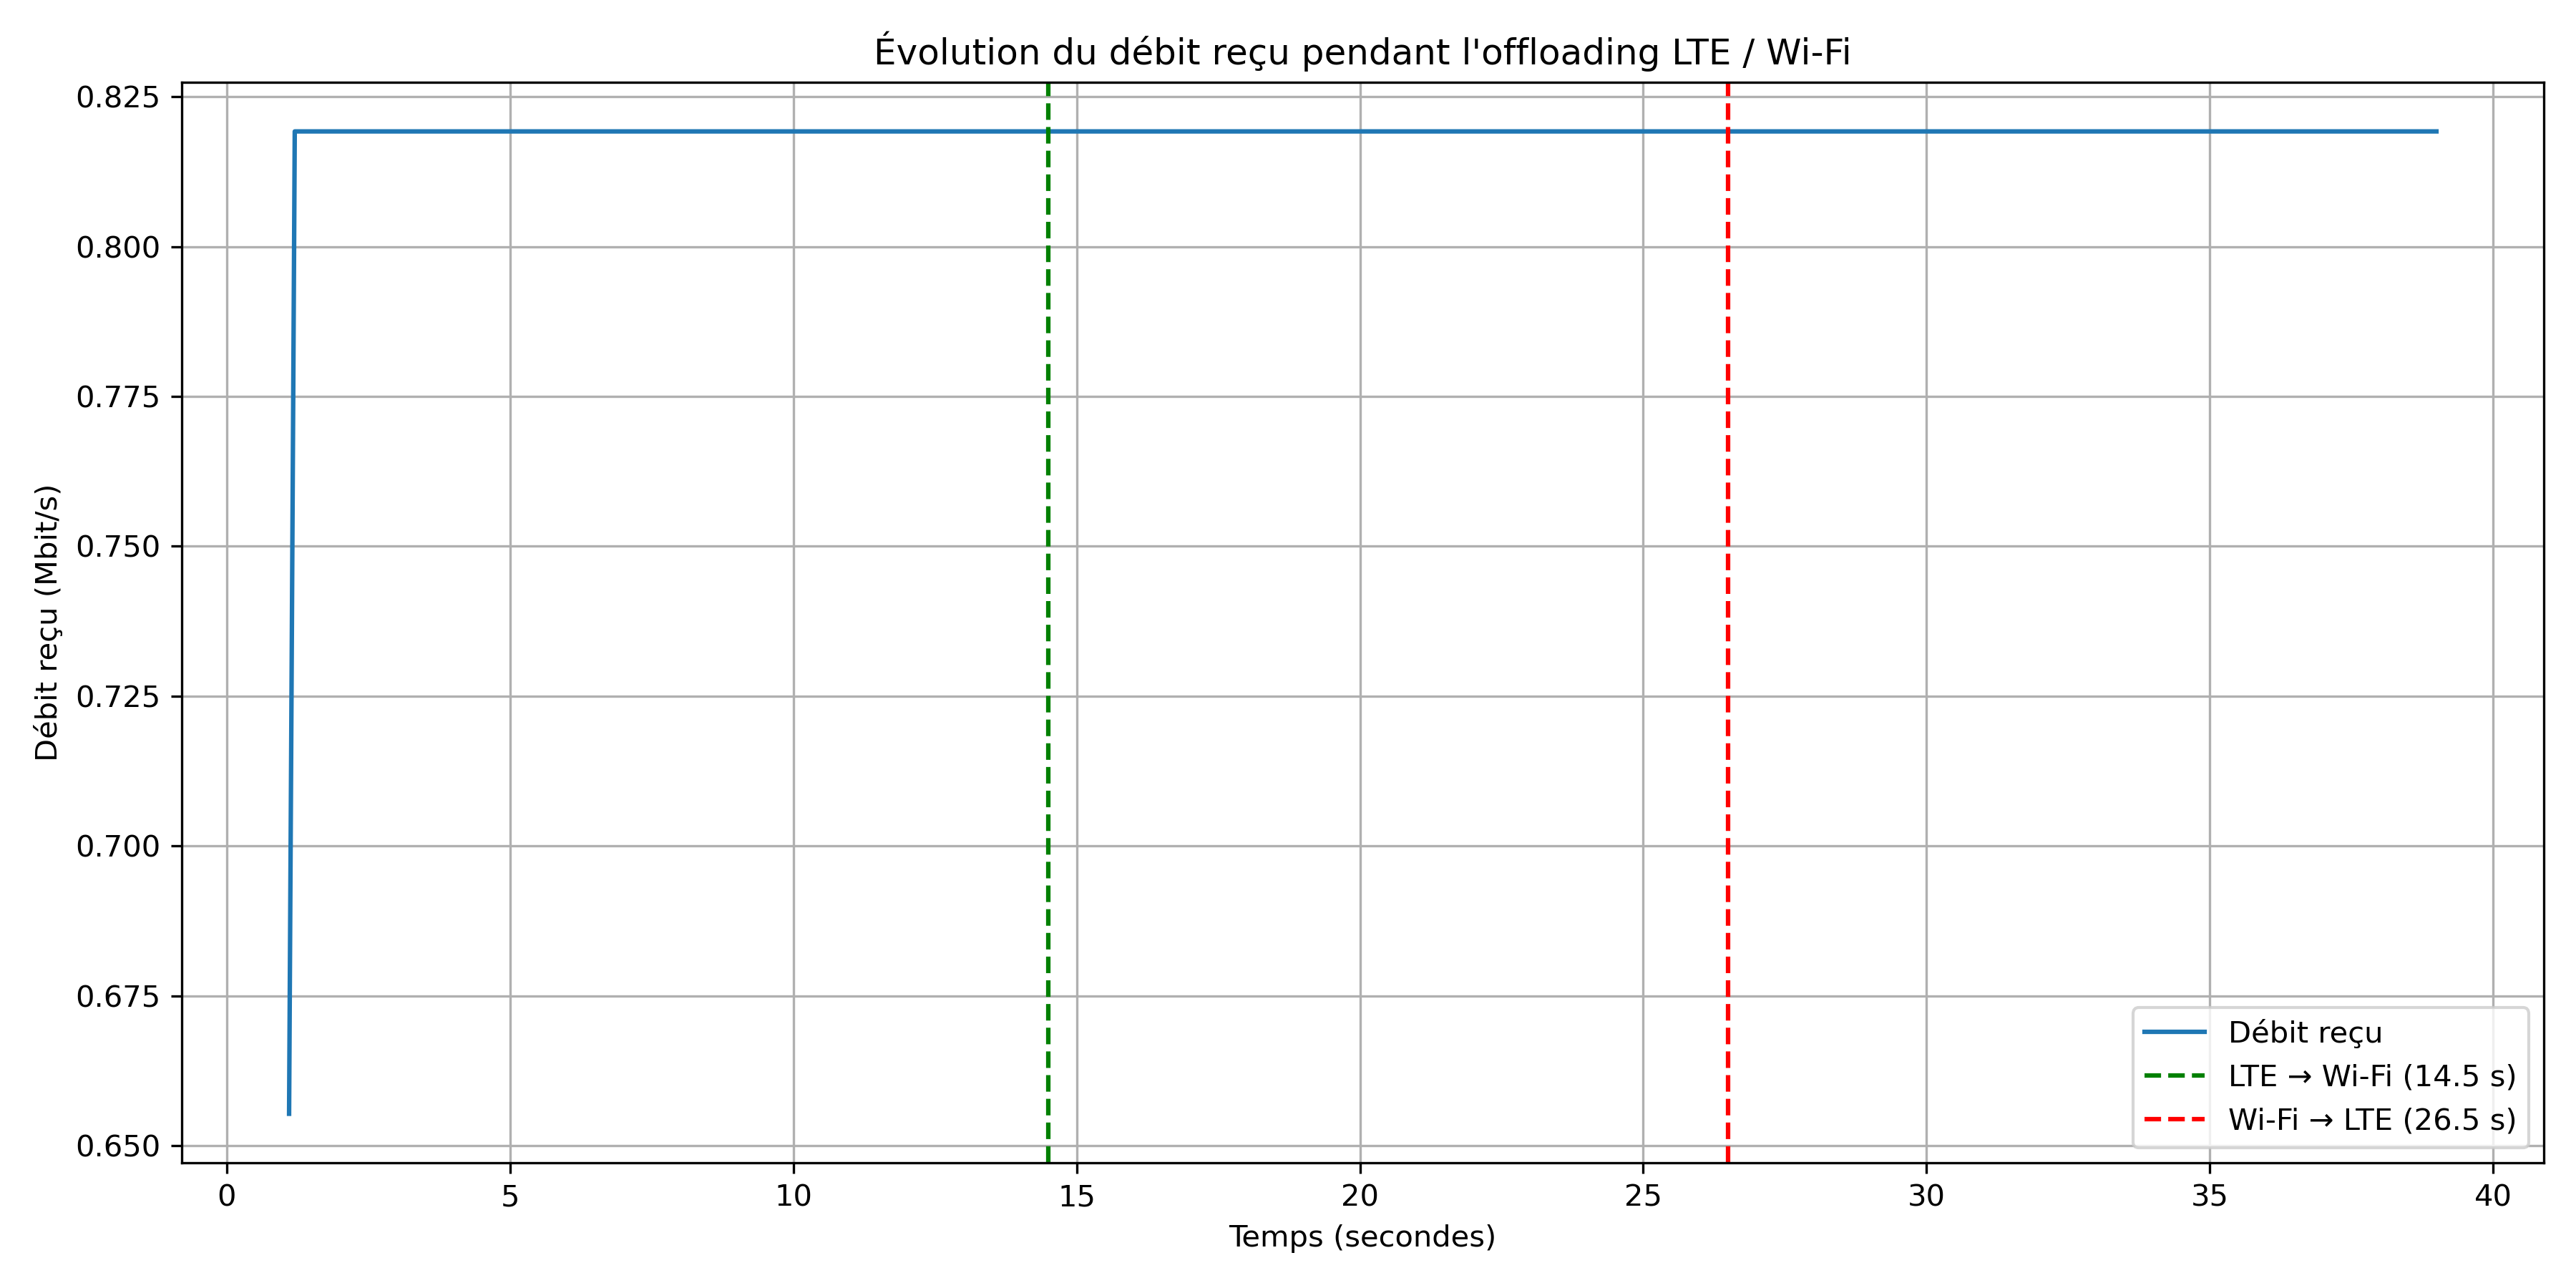 Évolution du débit reçu pendant l'offloading LTE / Wi-Fi
0.825
0.800
0.775
0.750
0.725
0.700
0.675
0.650
Débit reçu (Mbit/s)
0 5 10 15 20 25 30 35 40
Temps (secondes)
Débit reçu
LTE → Wi-Fi (14.5 s)
Wi-Fi → LTE (26.5 s)